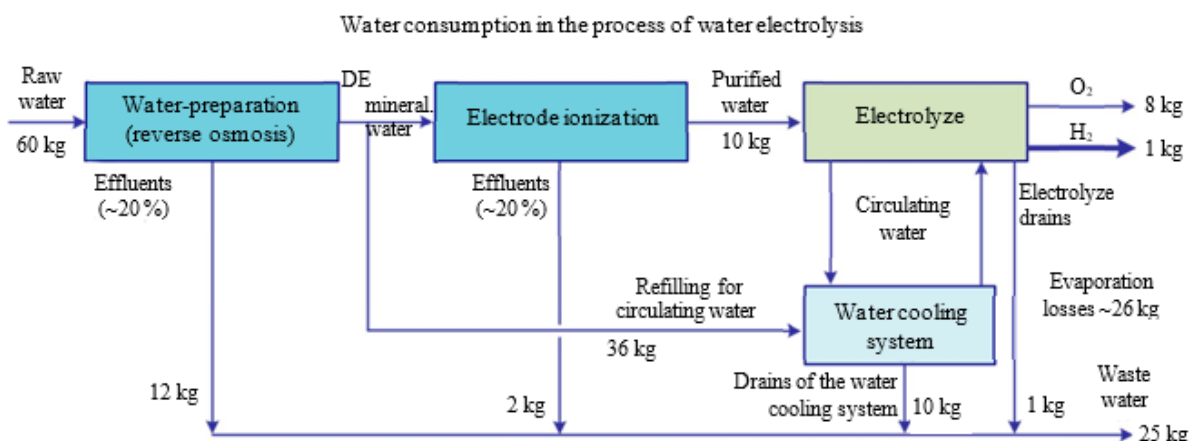 Water consumption in the process of water electrolysis
Raw
water
60 kg
Water-preparation
(reverse osmosis)
DE
mineral.
water
Electrode ionization
Purified
water
10 kg
Electrolyze
O₂
8 kg
H₂
1 kg
Effluents
(~20%)
Effluents
(~20%)
Circulating
water
Electrolyze
drains
Refilling for
circulating water
36 kg
Water cooling
system
Evaporation
losses ~26 kg
12 kg
2 kg
Drains of the water
cooling system
10 kg
1 kg
Waste
water
25 kg